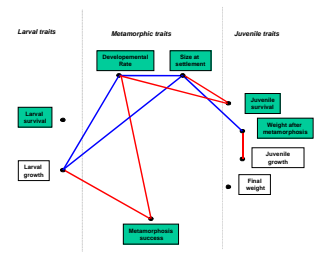 Larval traits
Metamorphic traits
Juvenile traits
Developemental
Rate
Size at
settlement
Juvenile
survival
Larval
survival
Weight after
metamorphosis
Juvenile
growth
Larval
growth
Final
weight
Metamorphosis
success